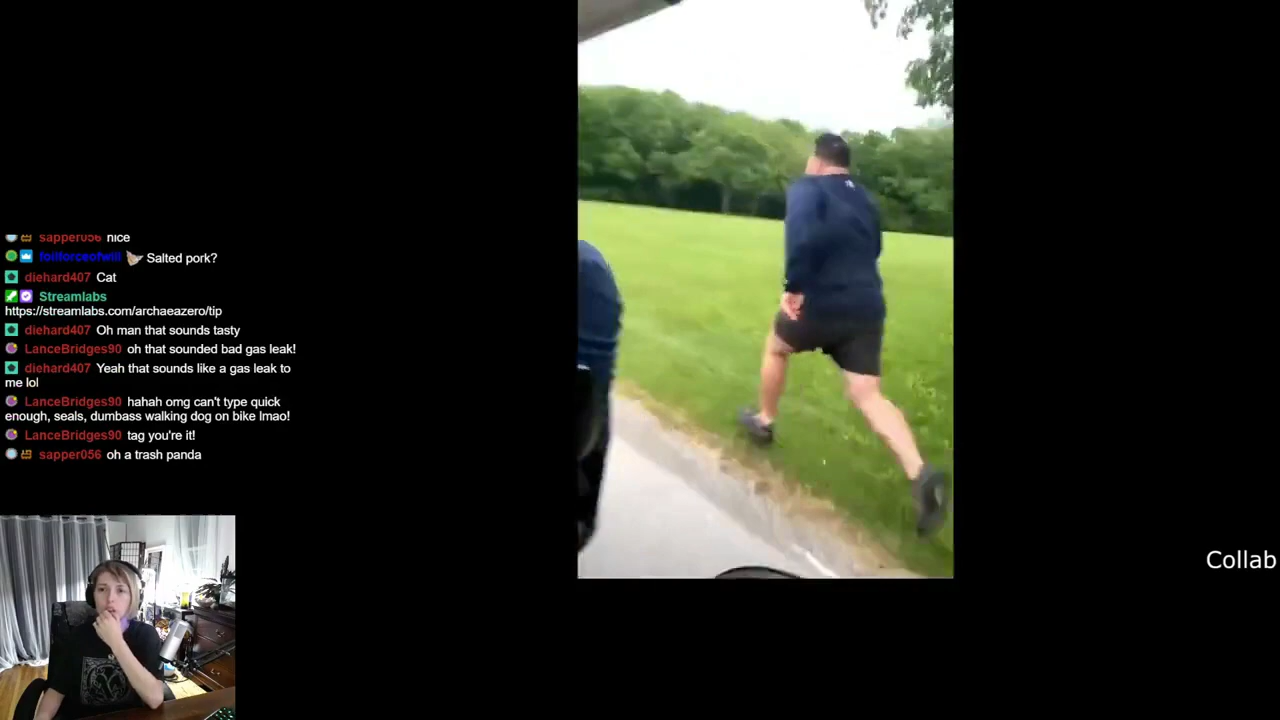 sapper056 nice
foilforceofwill Salted pork?
diehard407 Cat
Streamlabs
https://streamlabs.com/archaeazero/tip
diehard407 Oh man that sounds tasty
LanceBridges90 oh that sounded bad gas leak!
diehard407 Yeah that sounds like a gas leak to
me lol
LanceBridges90 hahah omg can't type quick
enough, seals, dumbass walking dog on bike lmao!
LanceBridges90 tag you're it!
sapper056 oh a trash panda
Collab